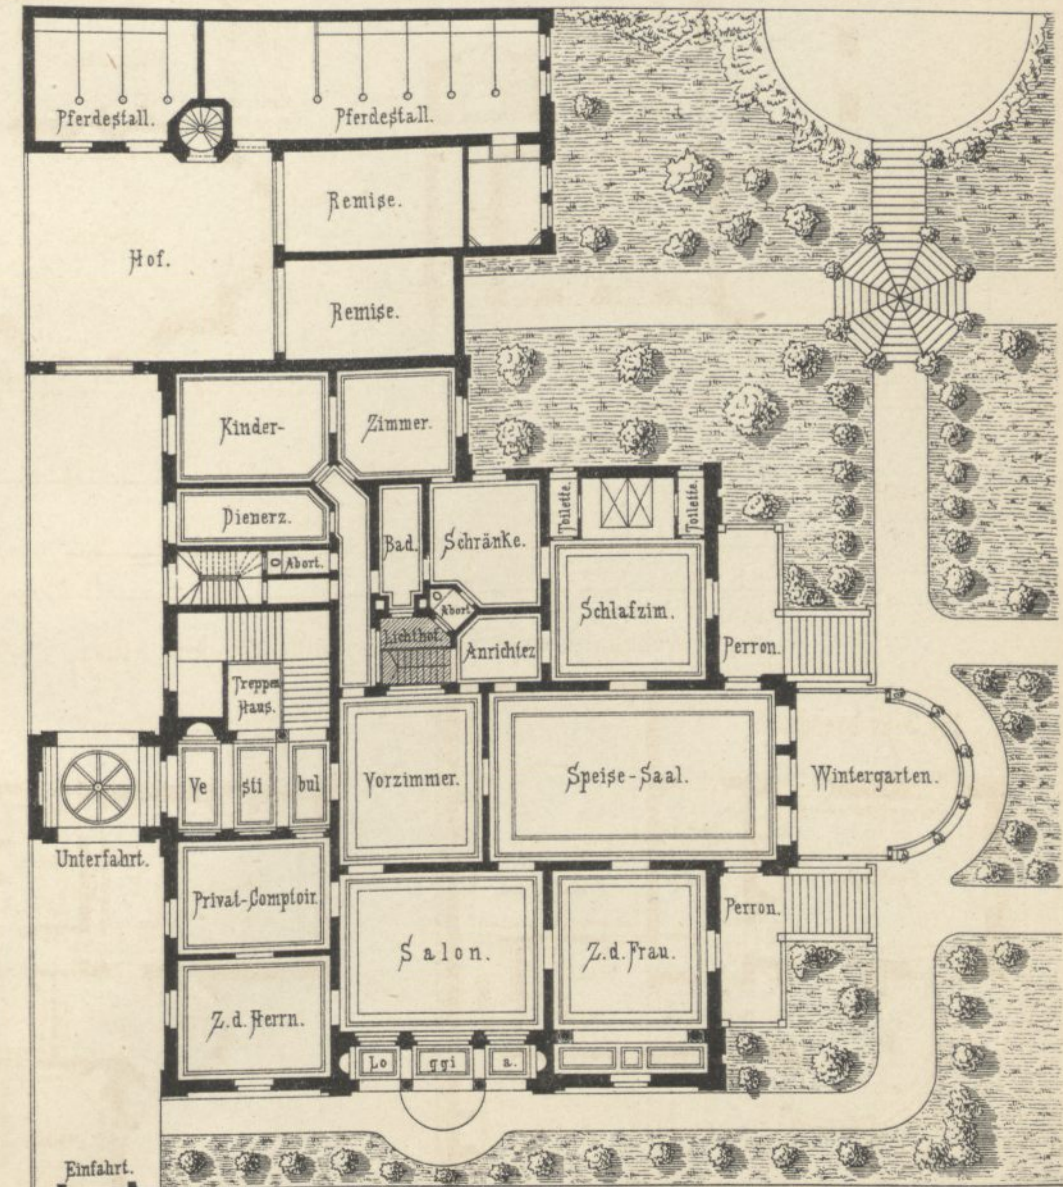 Pferdestall.
Pferdestall.
Remise.
Hof.
Remise.
Kinder-
Zimmer.
Dienerz.
Bad.
Schränke.
Toilette.
Toilette.
Abort.
Abort
Schlafzim.
Lichthof.
Anrichtez
Perron.
Treppen
Haus.
Ve sti bul
Vorzimmer.
Speise-Saal.
Wintergarten.
Unterfahrt.
Privat-Comptoir.
Perron.
Salon.
Z.d.Frau.
Z.d.Herrn.
Lo ggi a.
Einfahrt.